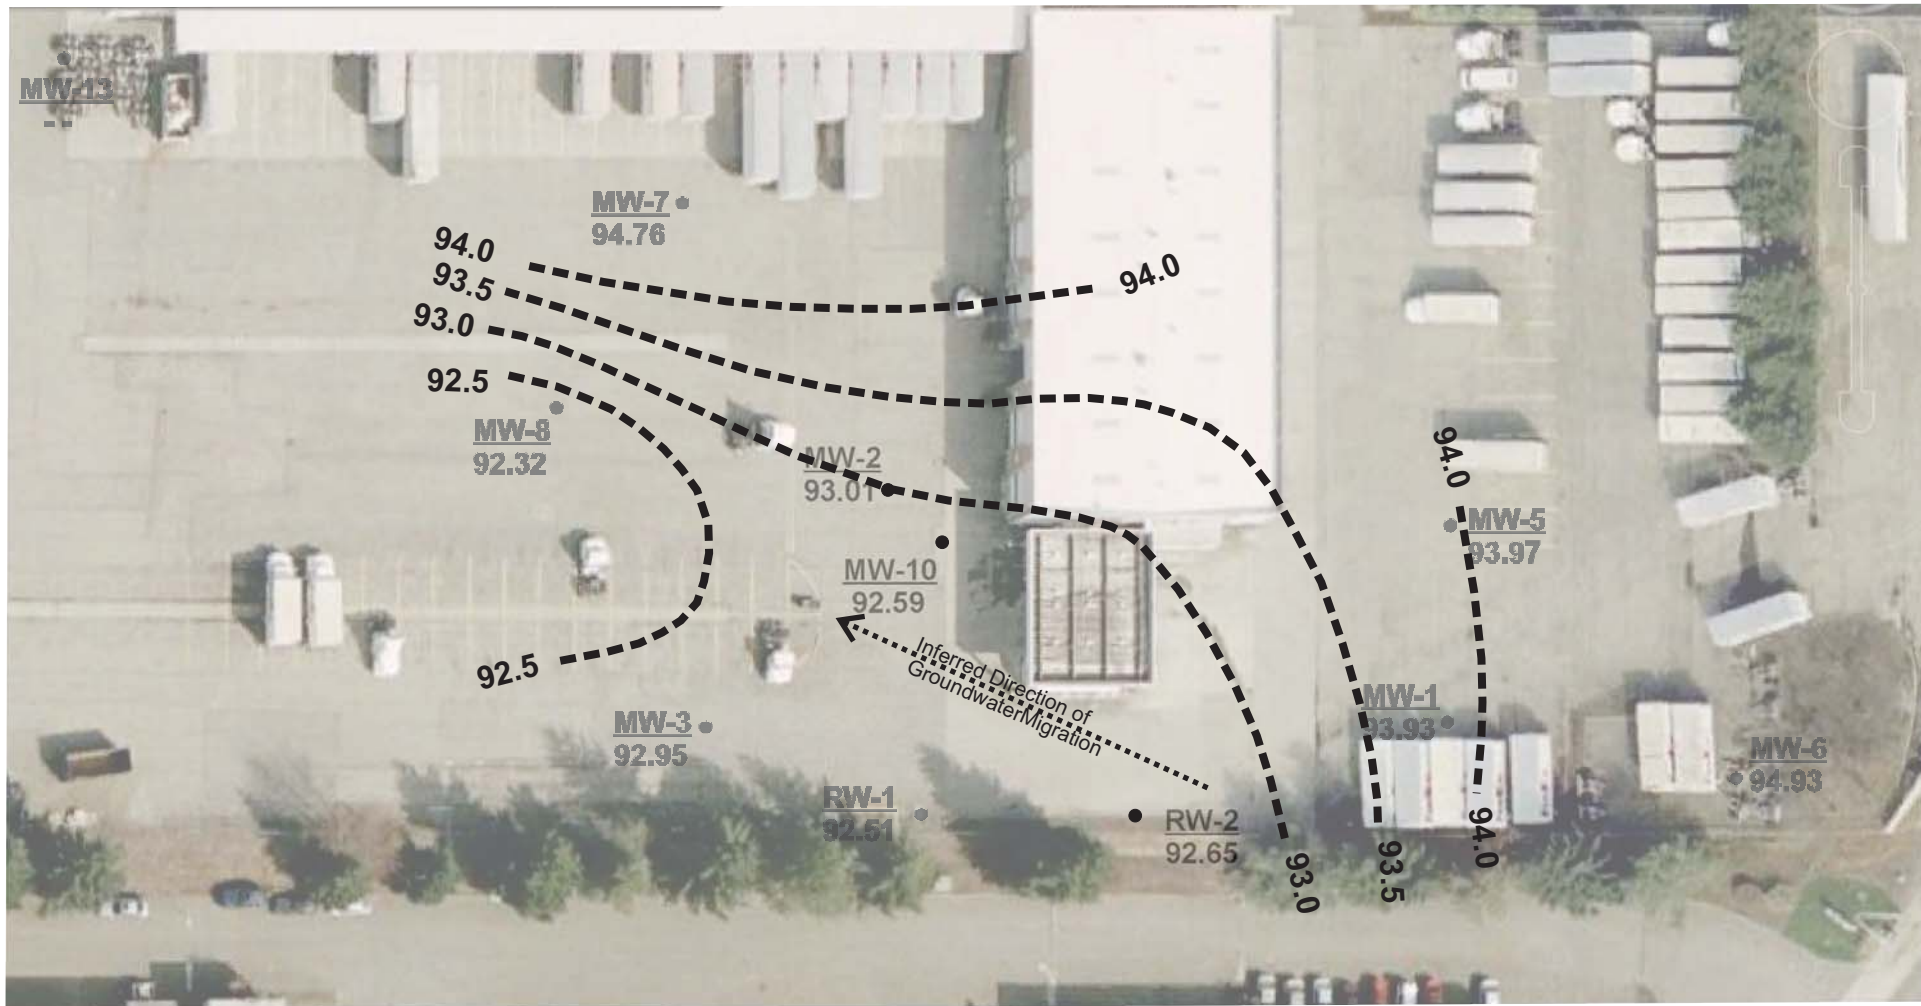 MW-13
--
MW-7
94.76
94.0
93.5
93.0
92.5
94.0
MW-8
92.32
MW-2
93.01
94.0
MW-5
93.97
MW-10
92.59
92.5
Inferred Direction of
GroundwaterMigration
MW-3
92.95
MW-1
93.93
MW-6
94.93
RW-1
92.51
RW-2
92.65
93.0
93.5
94.0